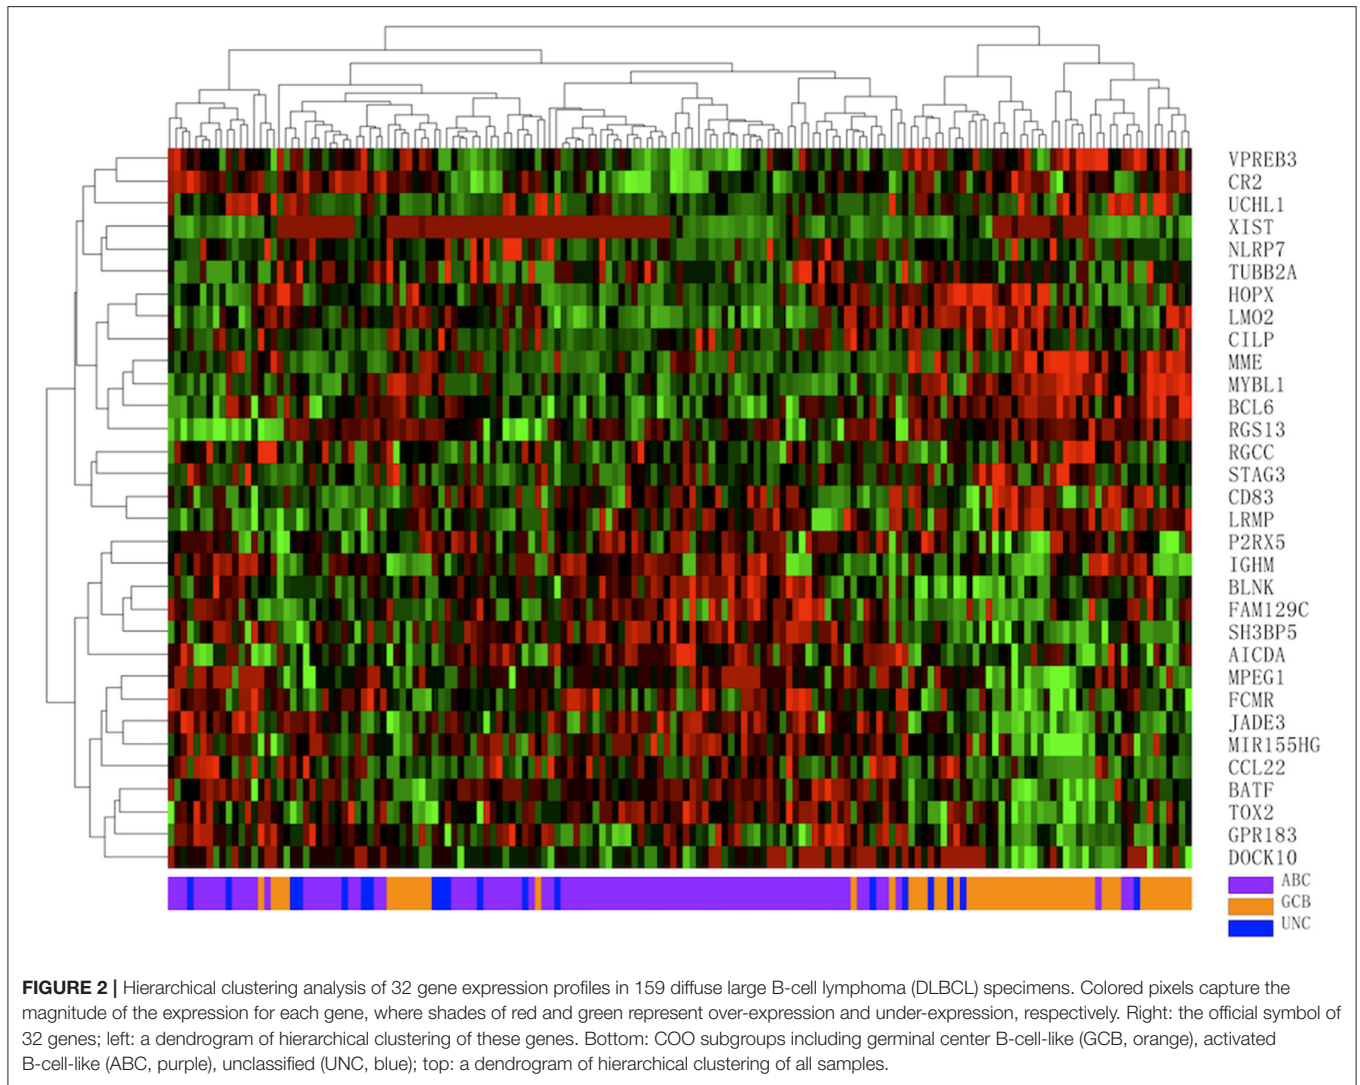 VPREB3
CR2
UCHL1
XIST
NLRP7
TUBB2A
HOPX
LMO2
CILP
MME
MYBL1
BCL6
RGS13
RGCC
STAG3
CD83
LRMP
P2RX5
IGHM
BLNK
FAM129C
SH3BP5
AICDA
MPEG1
FCMR
JADE3
MIR155HG
CCL22
BATF
TOX2
GPR183
DOCK10
ABC
GCB
UNC
FIGURE 2 | Hierarchical clustering analysis of 32 gene expression profiles in 159 diffuse large B-cell lymphoma (DLBCL) specimens. Colored pixels capture the
magnitude of the expression for each gene, where shades of red and green represent over-expression and under-expression, respectively. Right: the official symbol of
32 genes; left: a dendrogram of hierarchical clustering of these genes. Bottom: COO subgroups including germinal center B-cell-like (GCB, orange), activated
B-cell-like (ABC, purple), unclassified (UNC, blue); top: a dendrogram of hierarchical clustering of all samples.